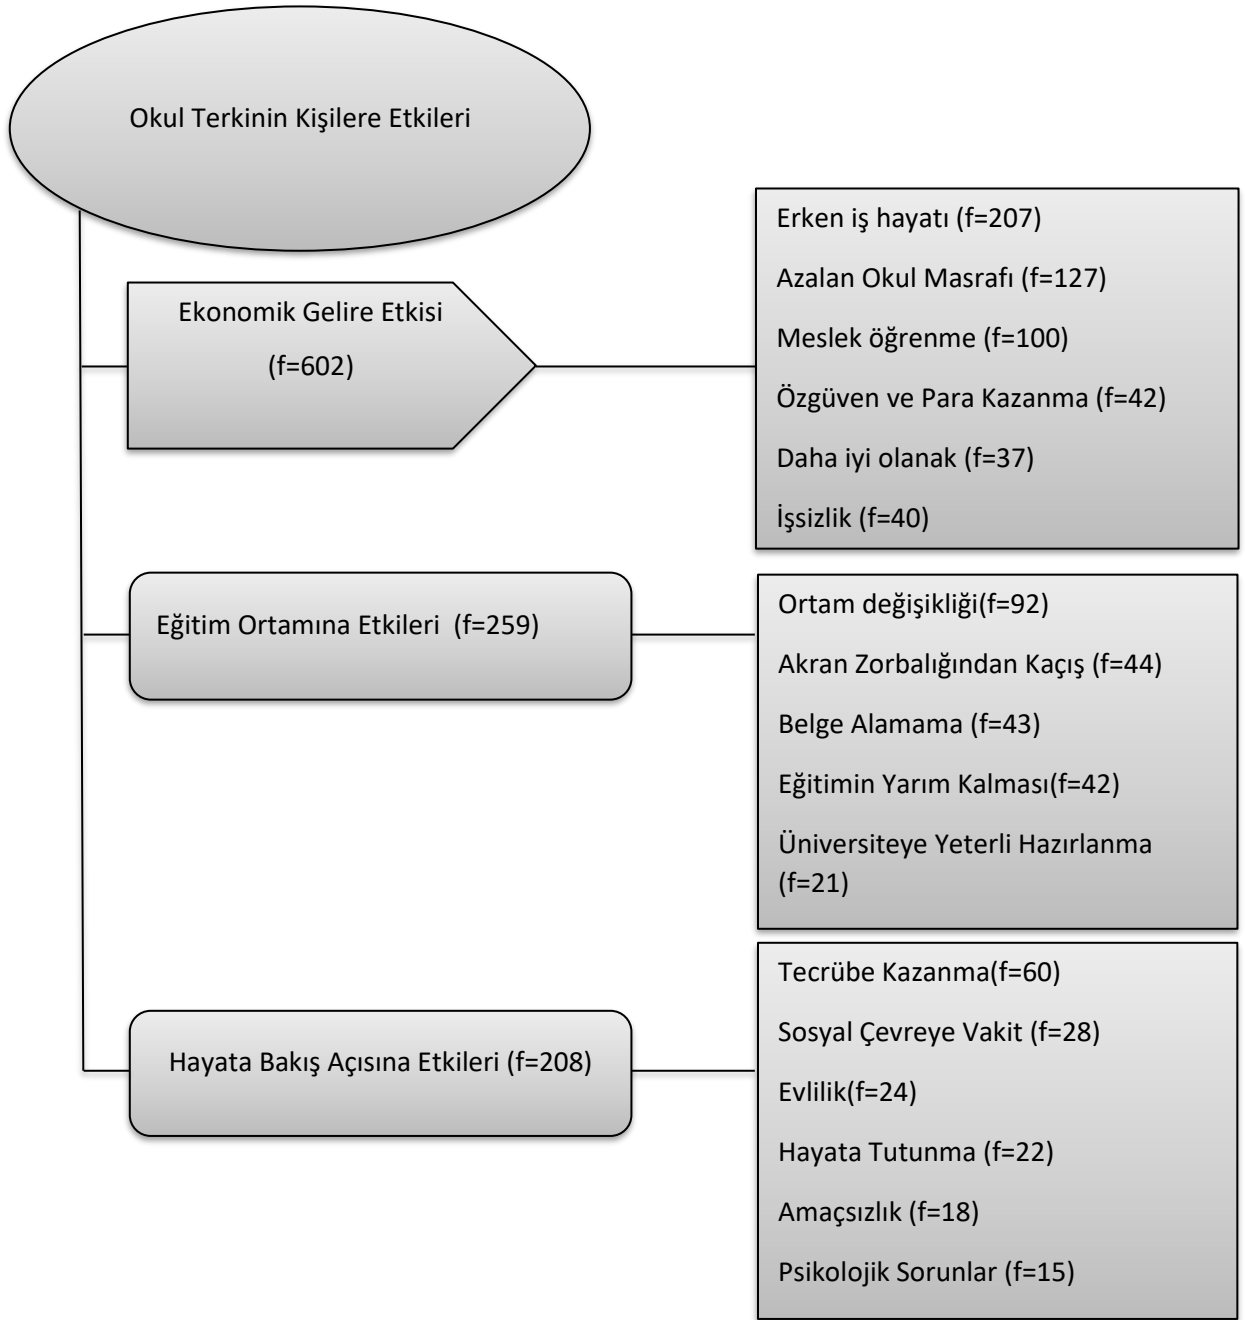 Okul Terkinin Kişilere Etkileri
Ekonomik Gelire Etkisi
(f=602)
Erken iş hayatı (f=207)
Azalan Okul Masrafı (f=127)
Meslek öğrenme (f=100)
Özgüven ve Para Kazanma (f=42)
Daha iyi olanak (f=37)
İşsizlik (f=40)
Eğitim Ortamına Etkileri  (f=259)
Ortam değişikliği(f=92)
Akran Zorbalığından Kaçış (f=44)
Belge Alamama (f=43)
Eğitimin Yarım Kalması(f=42)
Üniversiteye Yeterli Hazırlanma
(f=21)
Hayata Bakış Açısına Etkileri (f=208)
Tecrübe Kazanma(f=60)
Sosyal Çevreye Vakit (f=28)
Evlilik(f=24)
Hayata Tutunma (f=22)
Amaçsızlık (f=18)
Psikolojik Sorunlar (f=15)